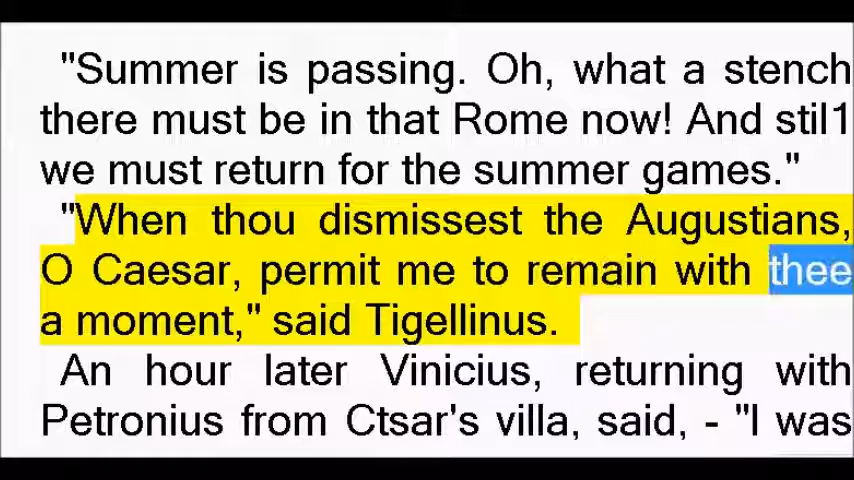 "Summer is passing. Oh, what a stench
there must be in that Rome now! And stil1
we must return for the summer games."
"When thou dismissest the Augustians,
O Caesar, permit me to remain with thee
a moment," said Tigellinus.
An hour later Vinicius, returning with
Petronius from Ctsar's villa, said, - "I was